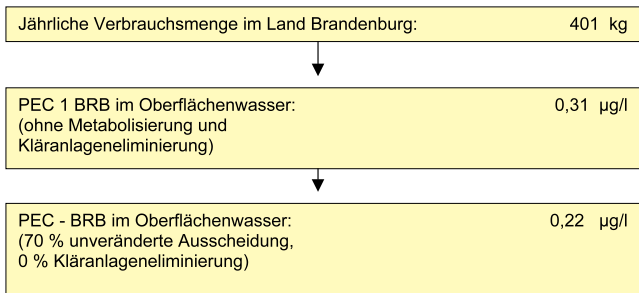 Jährliche Verbrauchsmenge im Land Brandenburg: 401 kg
PEC 1 BRB im Oberflächenwasser: 0,31 µg/l
(ohne Metabolisierung und
Kläranlageneliminierung)
PEC - BRB im Oberflächenwasser: 0,22 µg/l
(70 % unveränderte Ausscheidung,
0 % Kläranlageneliminierung)